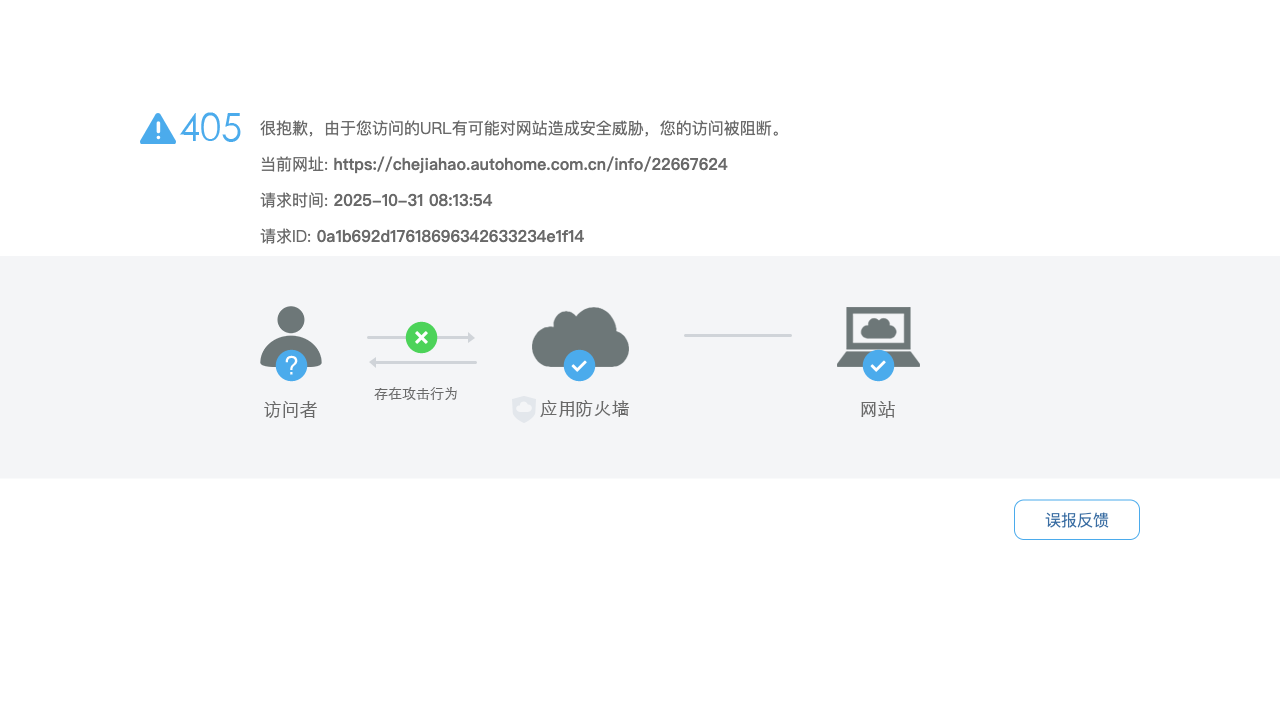 405
很抱歉，由于您访问的URL有可能对网站造成安全威胁，您的访问被阻断。
当前网址: https://chejiahao.autohome.com.cn/info/22667624
请求时间: 2025-10-31 08:13:54
请求ID: 0a1b692d17618696342633234e1f14
存在攻击行为
访问者
应用防火墙
网站
误报反馈